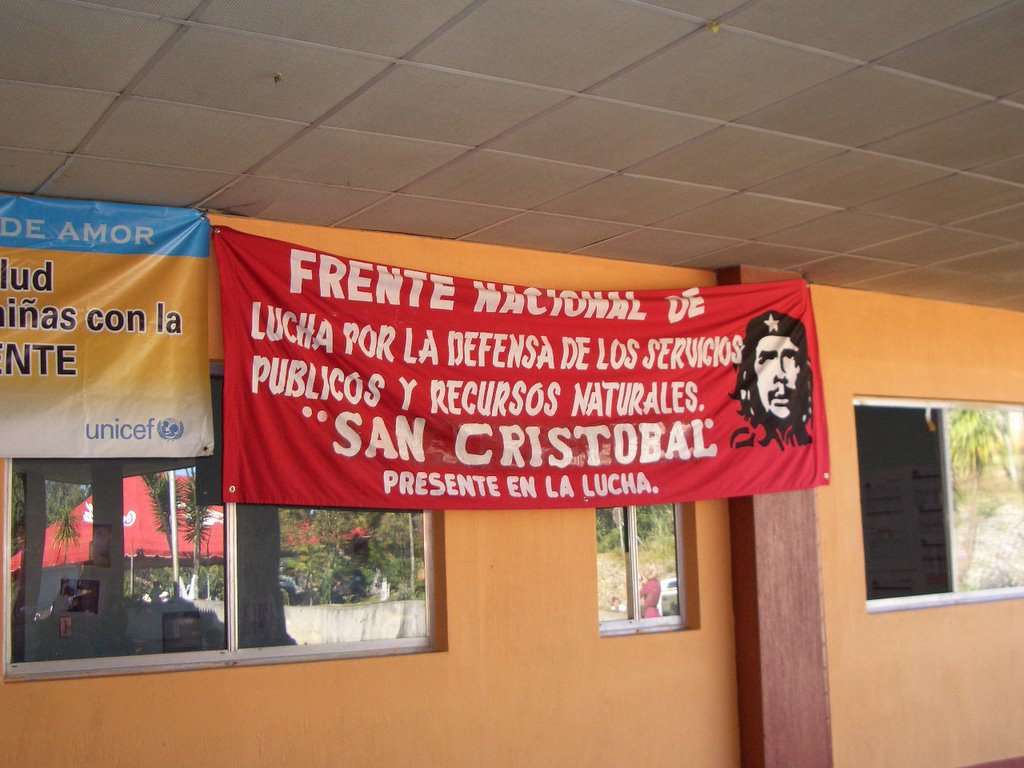 DE AMOR
lud
iñas con la
ENTE
unicef
FRENTE NACIONAL DE
LUCHA POR LA DEFENSA DE LOS SERVICIOS
PUBLICOS Y RECURSOS NATURALES.
¨SAN CRISTOBAL¨
PRESENTE EN LA LUCHA.